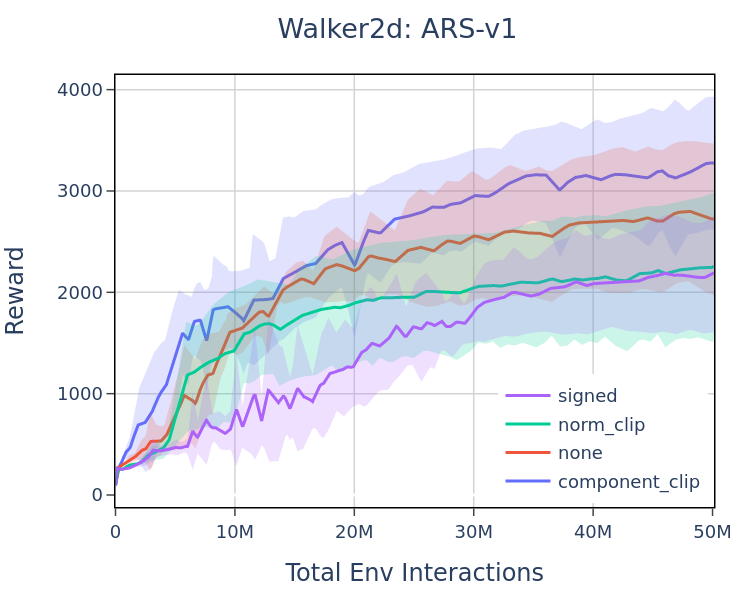 Walker2d: ARS-v1
Reward
4000
3000
2000
1000
0
signed
norm_clip
none
component_clip
0
10M
20M
30M
40M
50M
Total Env Interactions